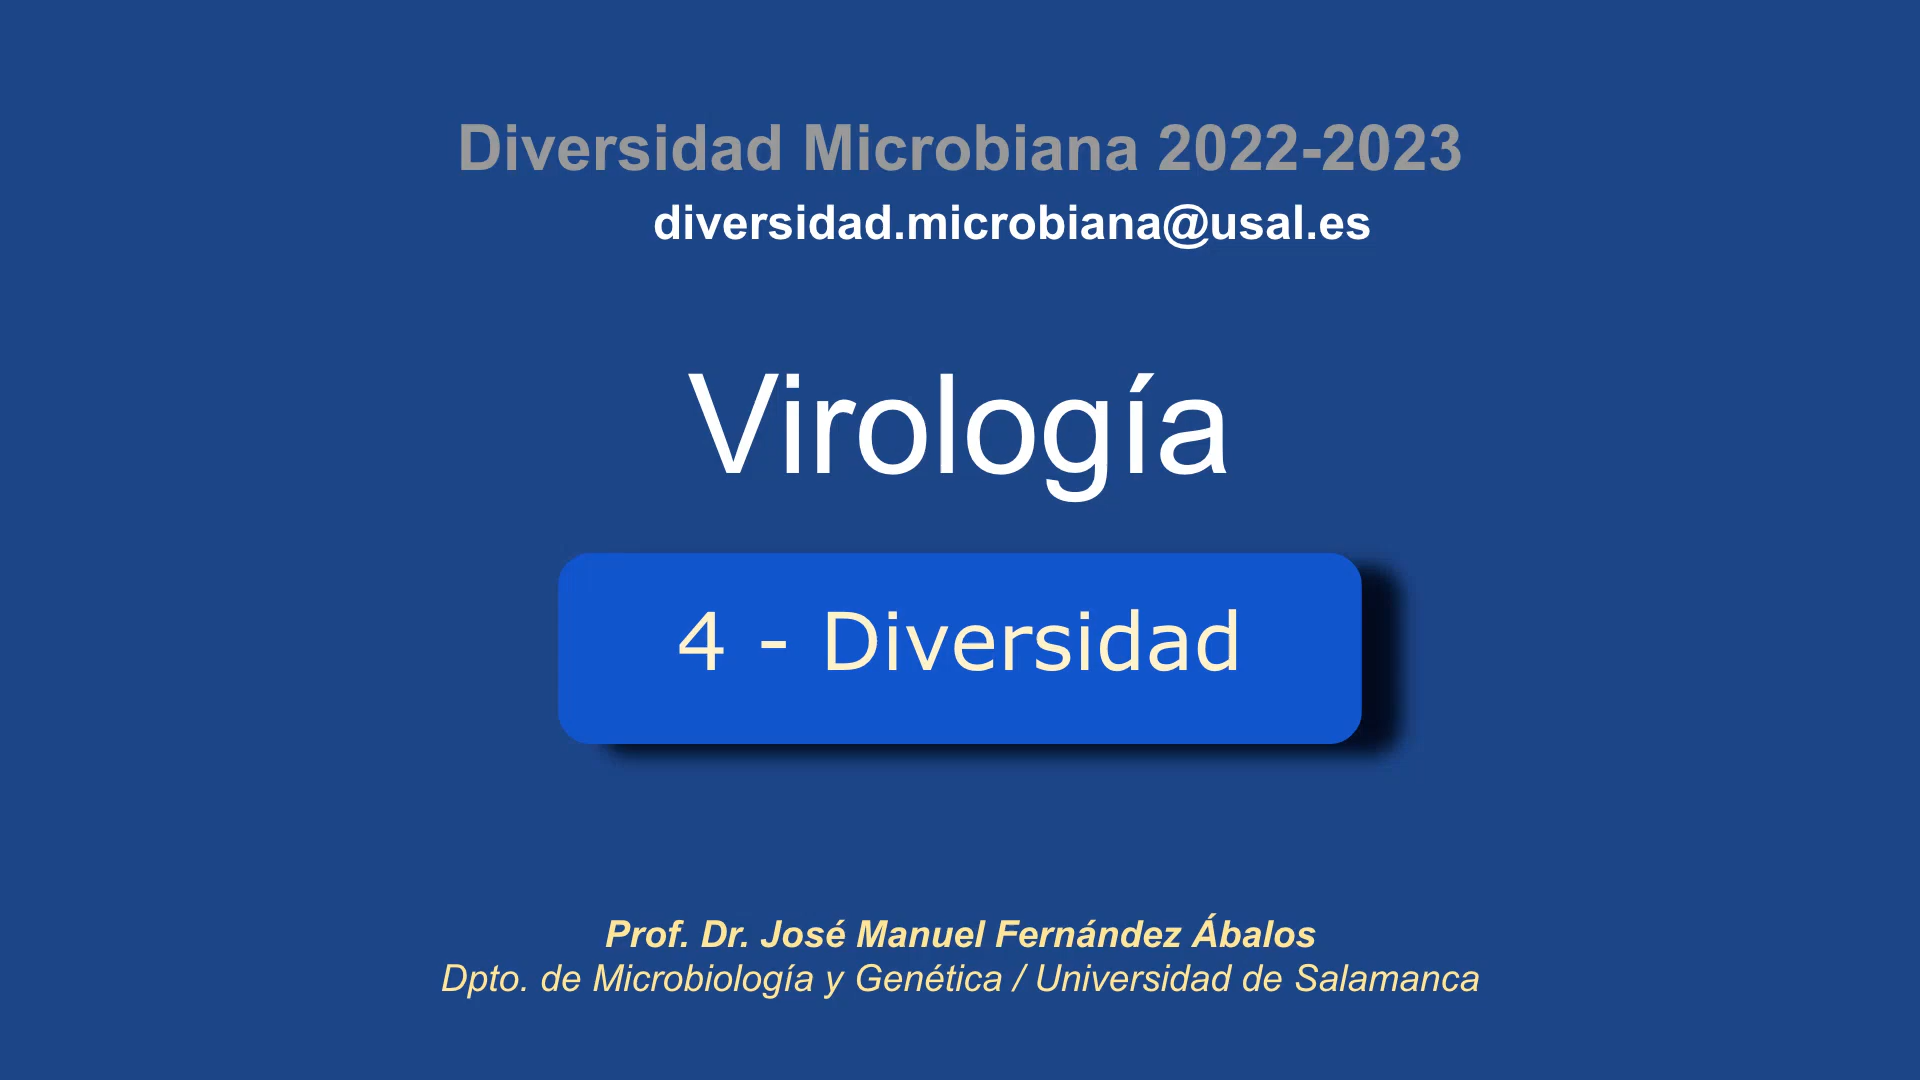 Diversidad Microbiana 2022-2023
diversidad.microbiana@usal.es
Virología
4 - Diversidad
Prof. Dr. José Manuel Fernández Ábalos
Dpto. de Microbiología y Genética / Universidad de Salamanca